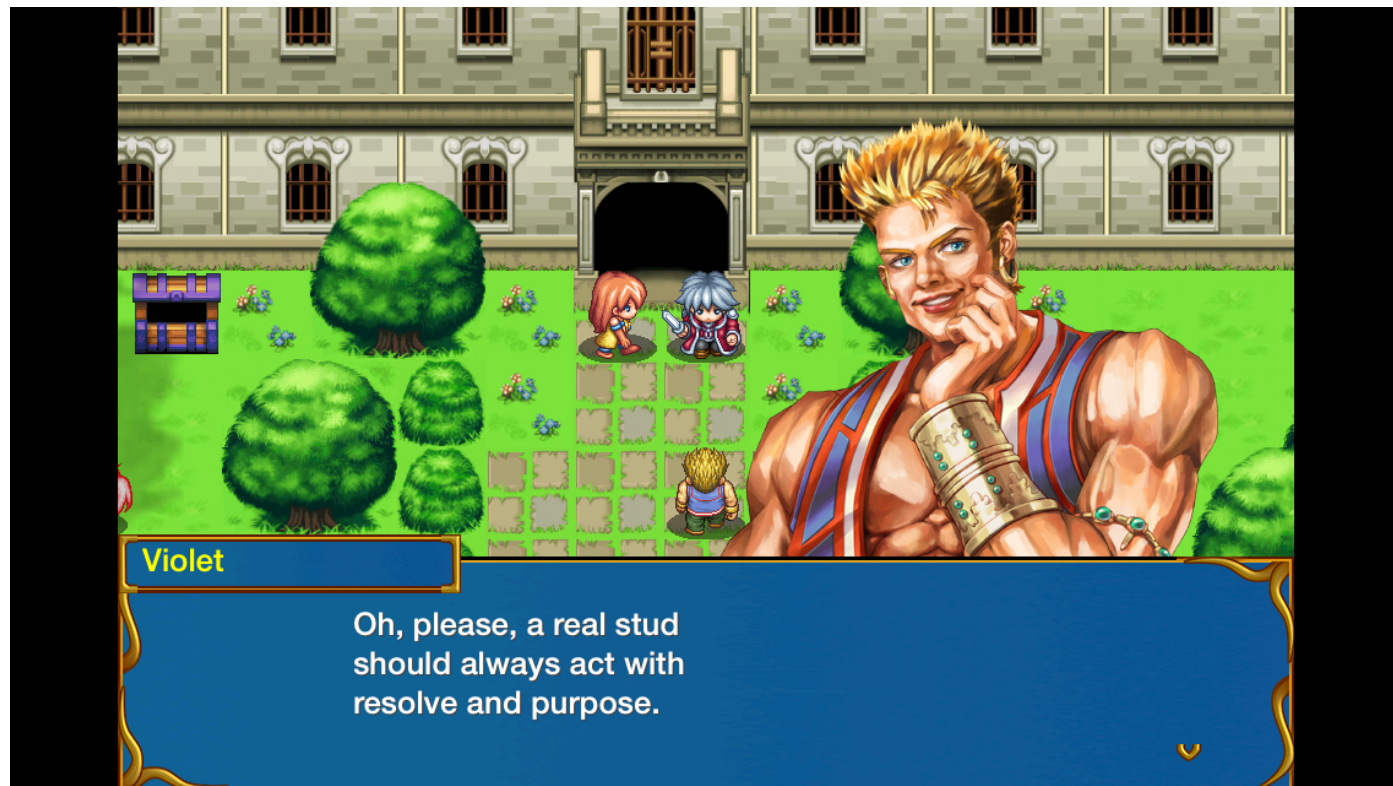 Violet
Oh, please, a real stud
should always act with
resolve and purpose.